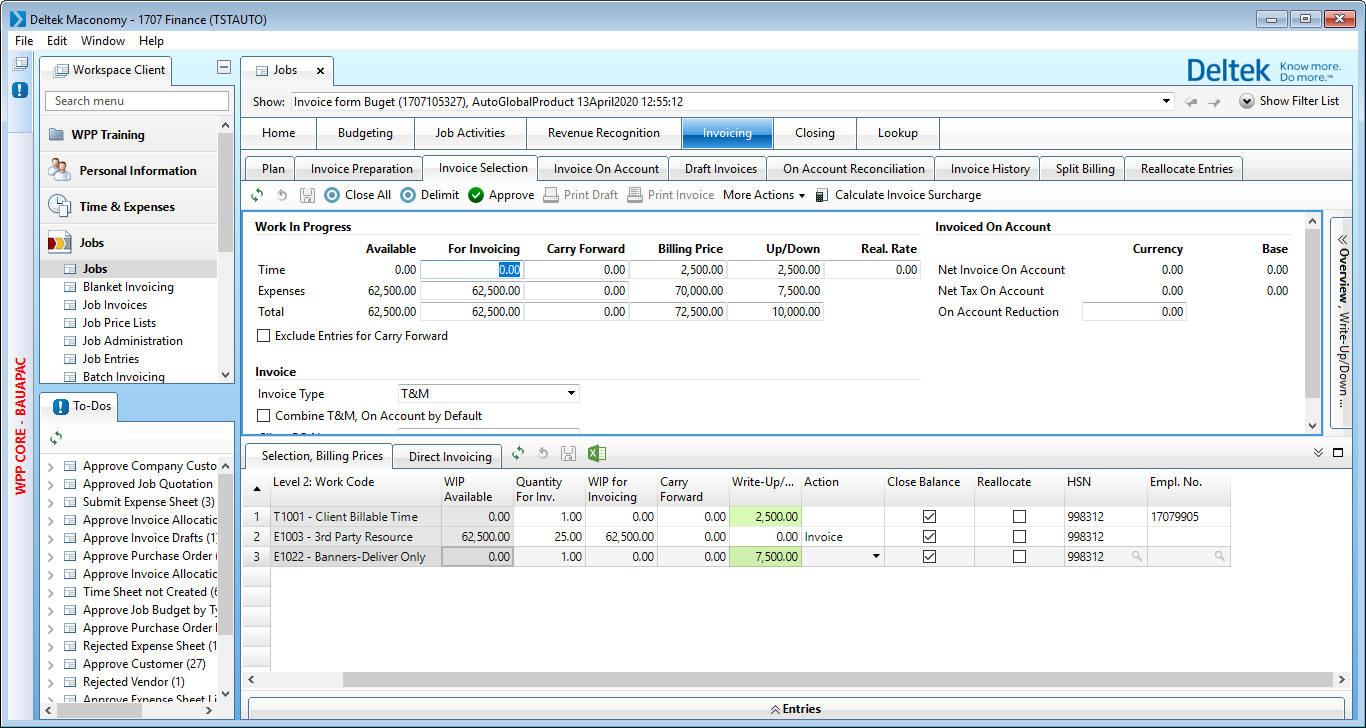 Deltek Maconomy - 1707 Finance (TSTAUTO)
File Edit Window Help
WPP CORE - BAUAPAC
Workspace Client
Search menu
WPP Training
Personal Information
Time & Expenses
Jobs
Jobs
Blanket Invoicing
Job Invoices
Job Price Lists
Job Administration
Job Entries
Batch Invoicing
To-Dos
Approve Company Custo
Approved Job Quotation
Submit Expense Sheet (3)
Approve Invoice Allocatic
Approve Invoice Drafts (1)
Approve Purchase Order (
Approve Invoice Allocatic
Time Sheet not Created (6
Approve Job Budget by Ty
Approve Purchase Order I
Rejected Expense Sheet (1
Approve Customer (27)
Rejected Vendor (1)
Approve Expense Sheet Li
Jobs
Deltek Know more. Do more.™
Show: Invoice form Buget (1707105327), AutoGlobalProduct 13April2020 12:55:12 Show Filter List
Home Budgeting Job Activities Revenue Recognition Invoicing Closing Lookup
Plan Invoice Preparation Invoice Selection Invoice On Account Draft Invoices On Account Reconciliation Invoice History Split Billing Reallocate Entries
Close All Delimit Approve Print Draft Print Invoice More Actions Calculate Invoice Surcharge
Work In Progress
Available For Invoicing Carry Forward Billing Price Up/Down Real. Rate
Time 0.00 0.00 0.00 2,500.00 2,500.00 0.00
Expenses 62,500.00 62,500.00 0.00 70,000.00 7,500.00
Total 62,500.00 62,500.00 0.00 72,500.00 10,000.00
Exclude Entries for Carry Forward
Invoice
Invoice Type T&M
Combine T&M, On Account by Default
Invoiced On Account
Currency Base
Net Invoice On Account 0.00 0.00
Net Tax On Account 0.00 0.00
On Account Reduction 0.00
Overview, Write-Up/Down ...
Selection, Billing Prices Direct Invoicing
Level 2: Work Code WIP Available Quantity For Inv. WIP for Invoicing Carry Forward Write-Up/... Action Close Balance Reallocate HSN Empl. No.
1 T1001 - Client Billable Time 0.00 1.00 0.00 0.00 2,500.00 998312 17079905
2 E1003 - 3rd Party Resource 62,500.00 25.00 62,500.00 0.00 0.00 Invoice 998312
3 E1022 - Banners-Deliver Only 0.00 1.00 0.00 0.00 7,500.00 998312
Entries